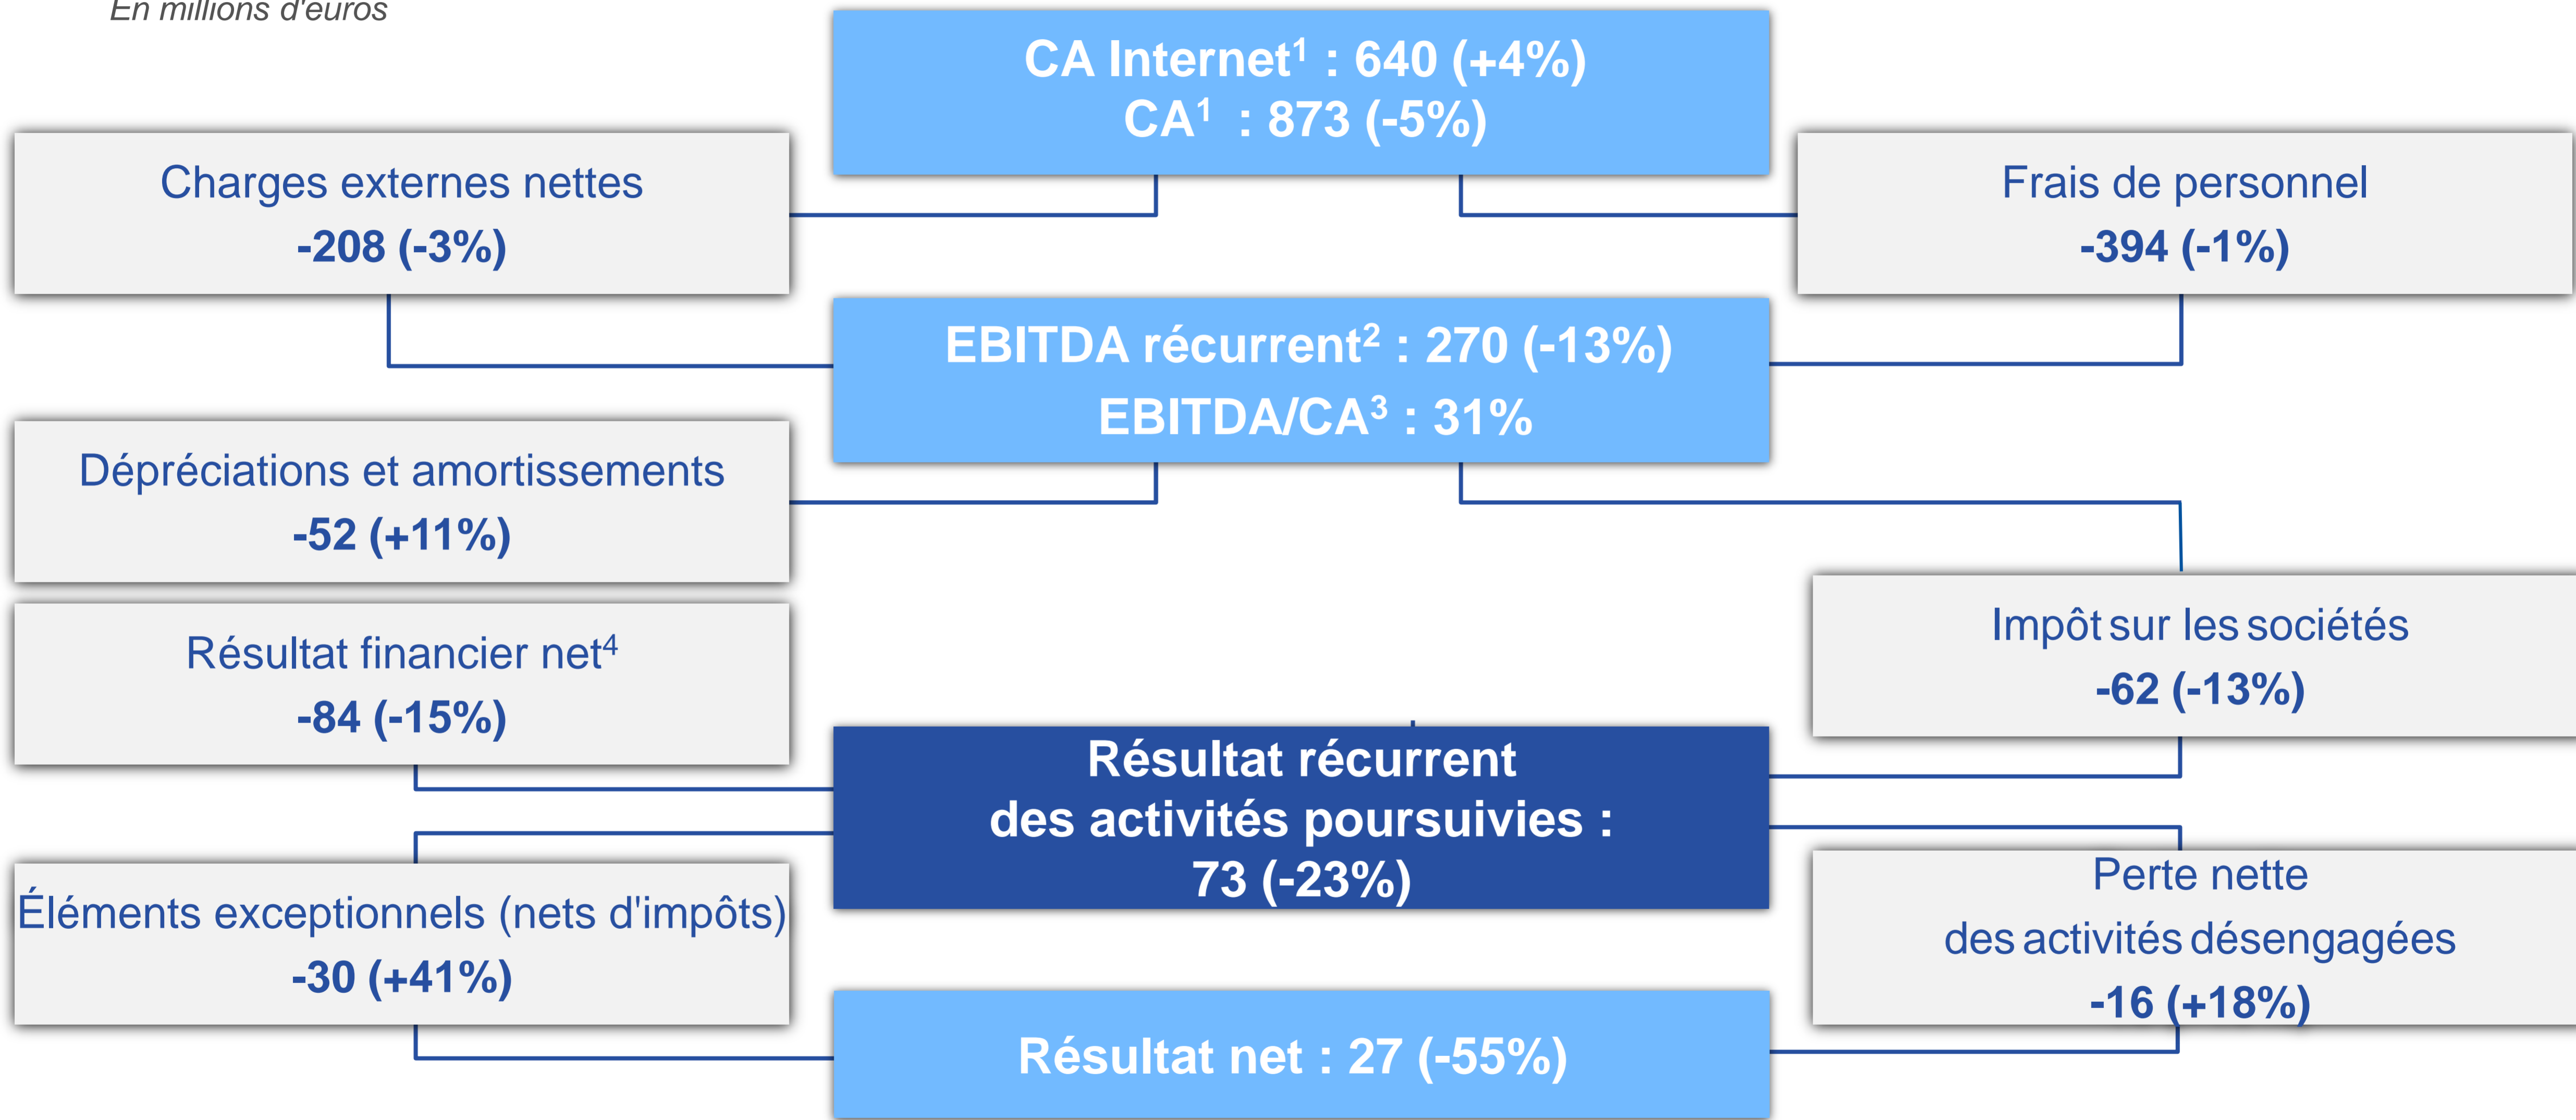 En millions d'euros
CA Internet¹ : 640 (+4%)
CA¹ : 873 (-5%)
Charges externes nettes
-208 (-3%)
Frais de personnel
-394 (-1%)
EBITDA récurrent² : 270 (-13%)
EBITDA/CA³ : 31%
Dépréciations et amortissements
-52 (+11%)
Résultat financier net⁴
-84 (-15%)
Impôt sur les sociétés
-62 (-13%)
Résultat récurrent
des activités poursuivies :
73 (-23%)
Éléments exceptionnels (nets d'impôts)
-30 (+41%)
Perte nette
des activités désengagées
-16 (+18%)
Résultat net : 27 (-55%)